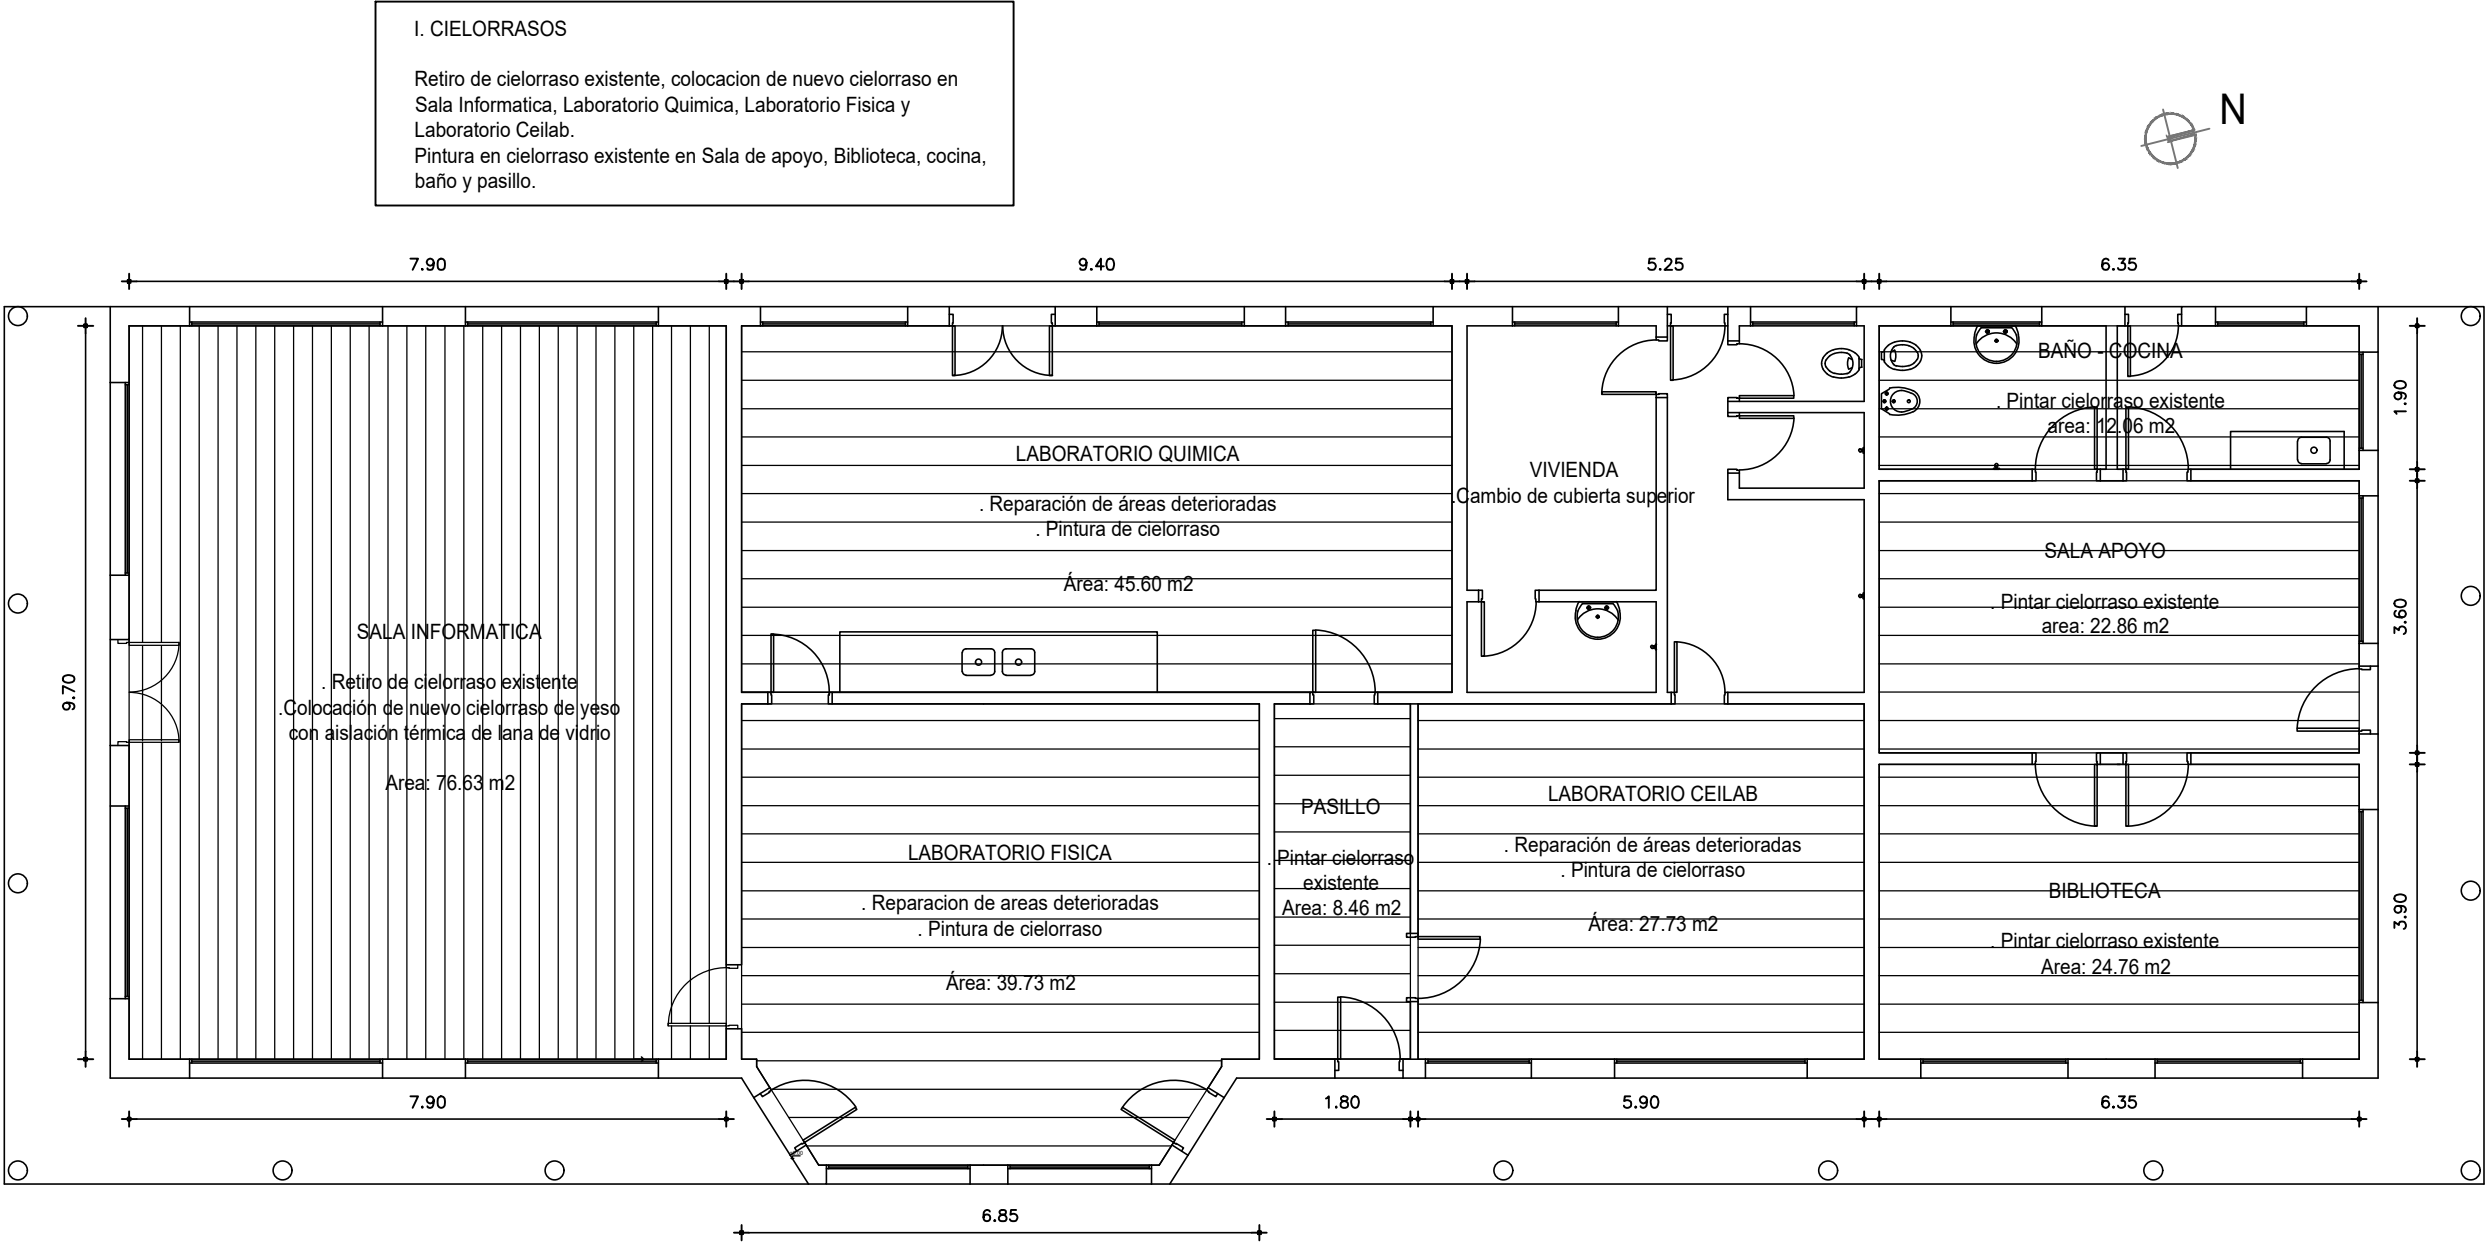 I. CIELORRASOS
Retiro de cielorraso existente, colocacion de nuevo cielorraso en
Sala Informatica, Laboratorio Quimica, Laboratorio Fisica y
Laboratorio Ceilab.
Pintura en cielorraso existente en Sala de apoyo, Biblioteca, cocina,
baño y pasillo.
N
7.90
9.40
5.25
6.35
9.70
SALA INFORMATICA
. Retiro de cielorraso existente
.Colocación de nuevo cielorraso de yeso
con aislación térmica de lana de vidrio
Area: 76.63 m2
LABORATORIO QUIMICA
. Reparación de áreas deterioradas
. Pintura de cielorraso
Área: 45.60 m2
VIVIENDA
.Cambio de cubierta superior
BAÑO - COCINA
. Pintar cielorraso existente
area: 12.06 m2
1.90
SALA APOYO
. Pintar cielorraso existente
area: 22.86 m2
3.60
LABORATORIO FISICA
. Reparacion de areas deterioradas
. Pintura de cielorraso
Área: 39.73 m2
PASILLO
. Pintar cielorraso
existente
Area: 8.46 m2
LABORATORIO CEILAB
. Reparación de áreas deterioradas
. Pintura de cielorraso
Área: 27.73 m2
BIBLIOTECA
. Pintar cielorraso existente
Area: 24.76 m2
3.90
7.90
1.80
5.90
6.35
6.85